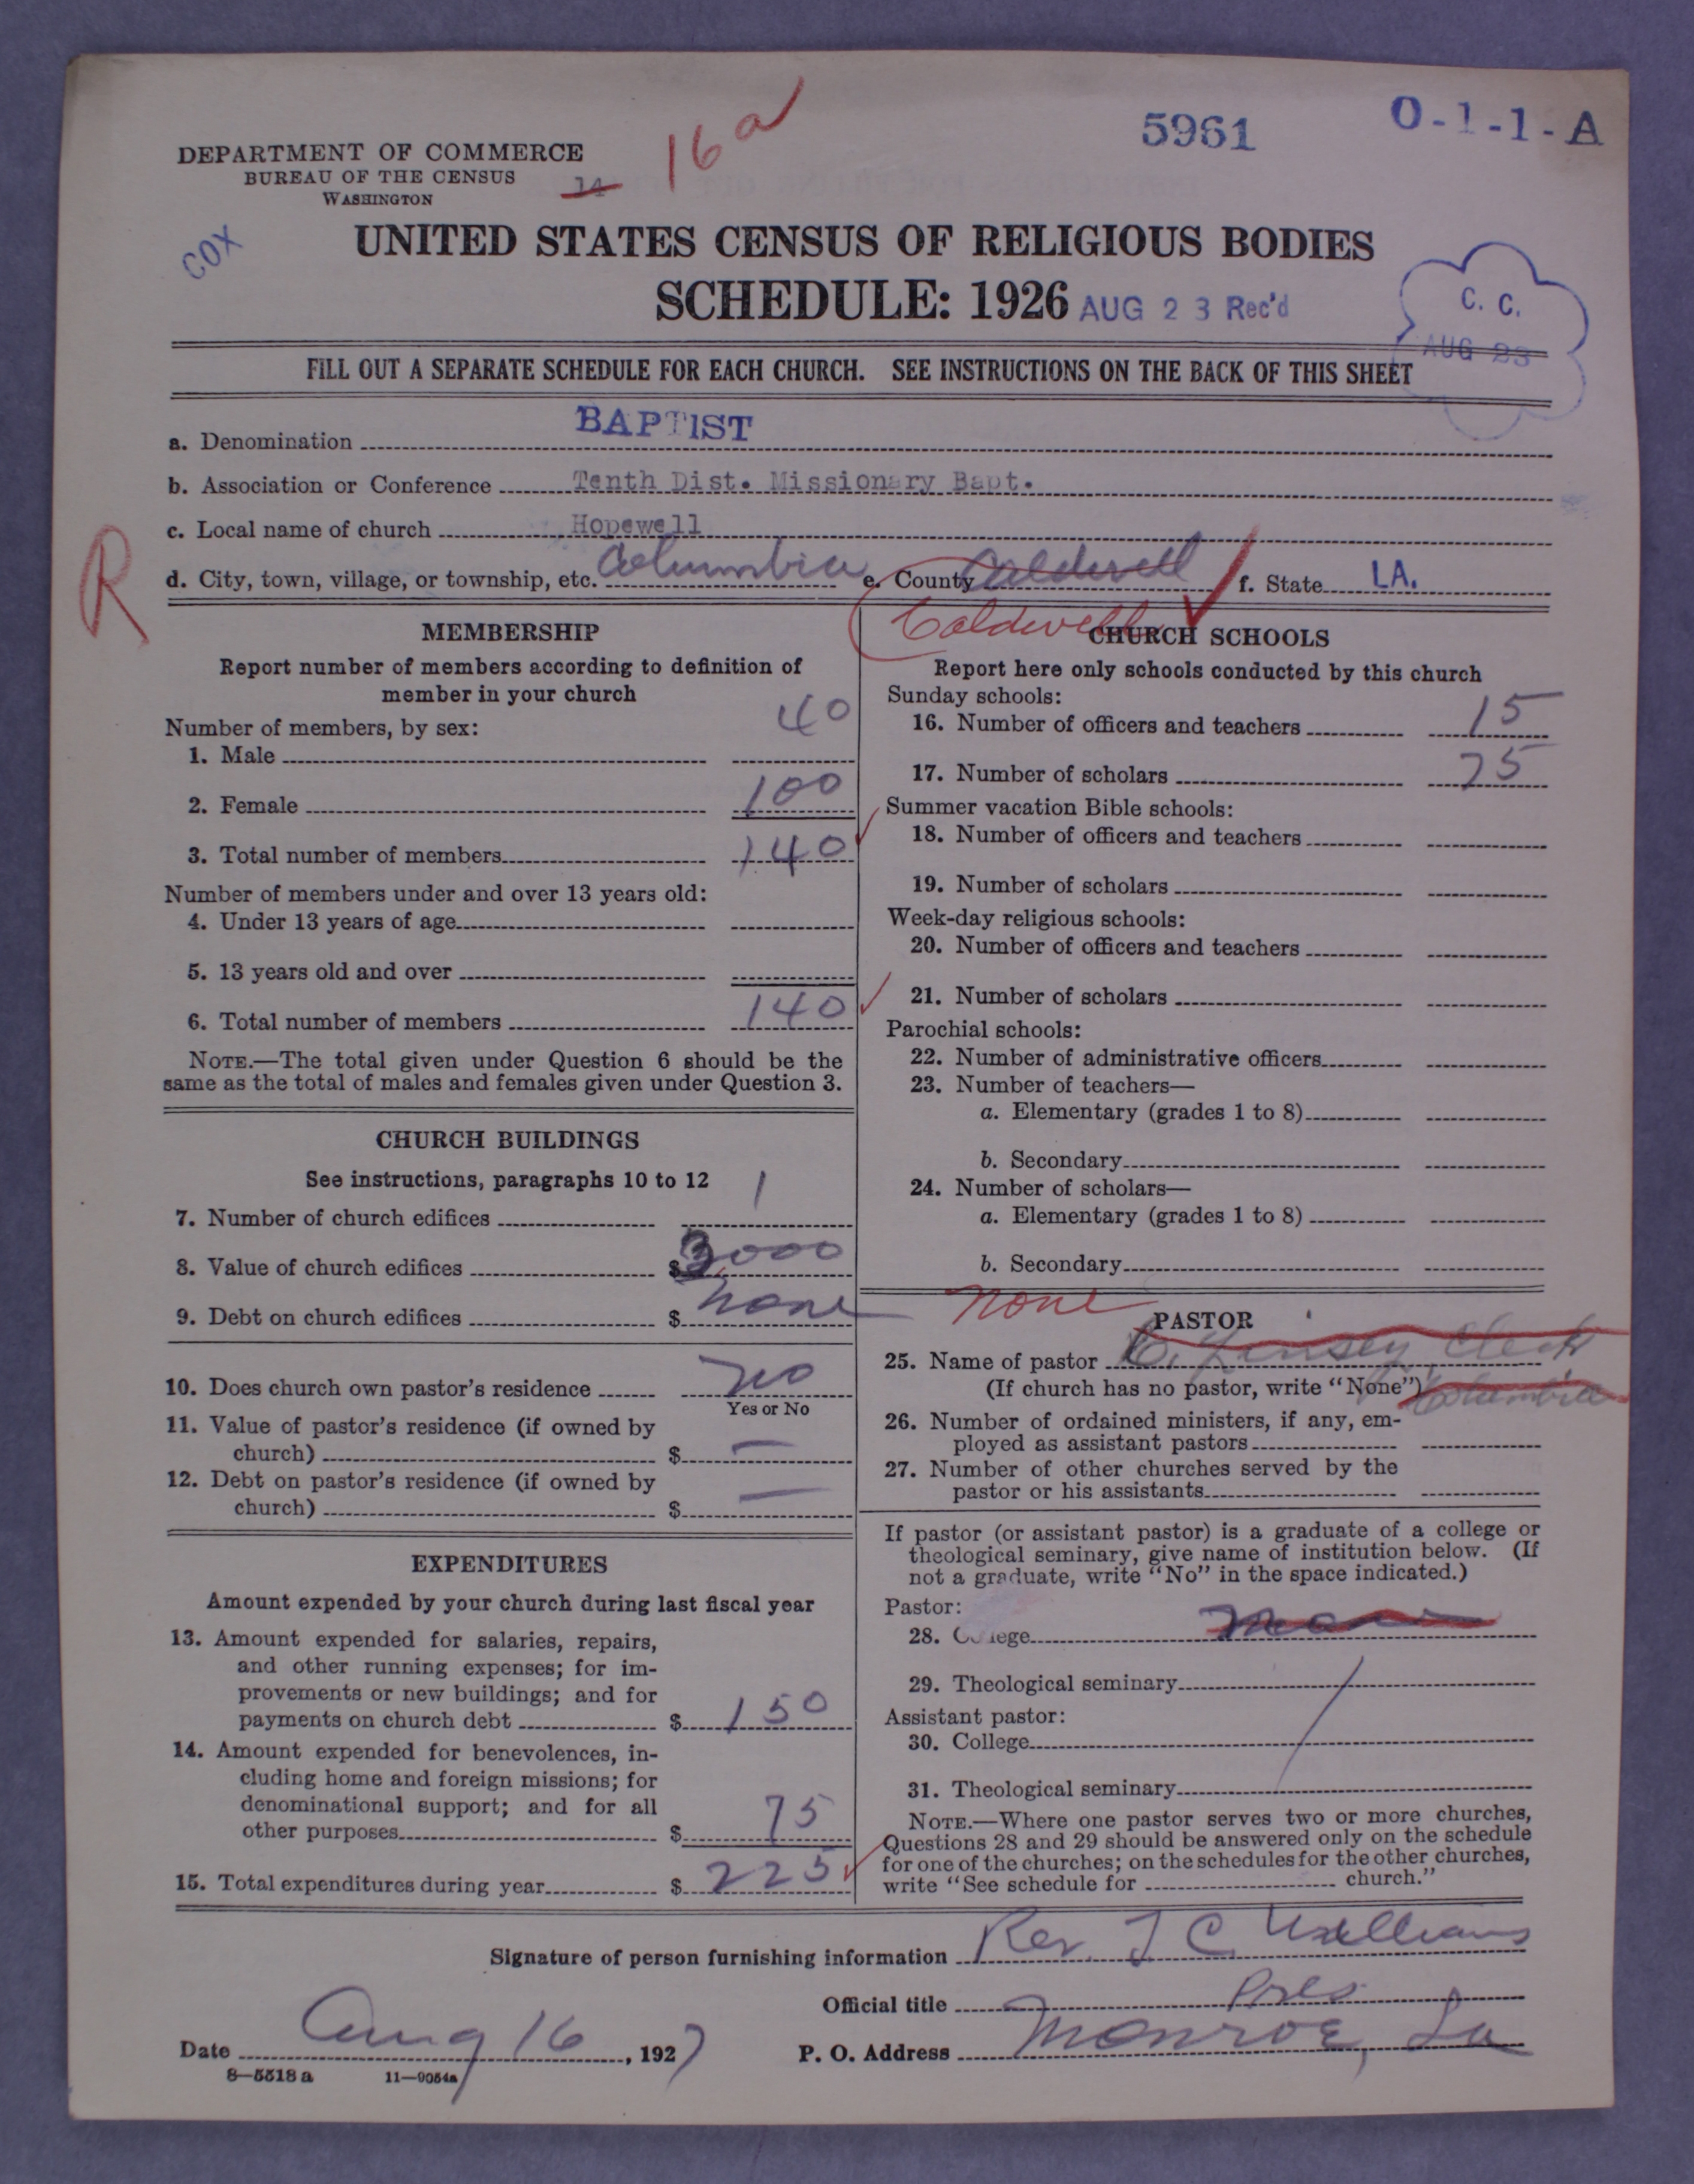 5961
O-1-1-A
16a
DEPARTMENT OF COMMERCE
BUREAU OF THE CENSUS
WASHINGTON
14
COX
UNITED STATES CENSUS OF RELIGIOUS BODIES
SCHEDULE: 1926 AUG 23 Rec'd
C. C.
AUG 23
FILL OUT A SEPARATE SCHEDULE FOR EACH CHURCH. SEE INSTRUCTIONS ON THE BACK OF THIS SHEET
a. Denomination BAPTIST
b. Association or Conference Tenth Dist. Missionary Bapt.
c. Local name of church Hopewell
R
d. City, town, village, or township, etc. Columbia e. County Caldwell f. State LA.
Caldwell
MEMBERSHIP
Report number of members according to definition of
member in your church
Number of members, by sex:
1. Male 40
2. Female 100
3. Total number of members 140
Number of members under and over 13 years old:
4. Under 13 years of age
5. 13 years old and over
6. Total number of members 140
NOTE.—The total given under Question 6 should be the
same as the total of males and females given under Question 3.
CHURCH BUILDINGS
See instructions, paragraphs 10 to 12
7. Number of church edifices 1
8. Value of church edifices $3000
9. Debt on church edifices $ none
10. Does church own pastor's residence no
Yes or No
11. Value of pastor's residence (if owned by
church) $ —
12. Debt on pastor's residence (if owned by
church) $ —
EXPENDITURES
Amount expended by your church during last fiscal year
13. Amount expended for salaries, repairs,
and other running expenses; for im-
provements or new buildings; and for
payments on church debt $ 150
14. Amount expended for benevolences, in-
cluding home and foreign missions; for
denominational support; and for all
other purposes $ 75
15. Total expenditures during year $ 225
CHURCH SCHOOLS
Report here only schools conducted by this church
Sunday schools:
16. Number of officers and teachers 15
17. Number of scholars 75
Summer vacation Bible schools:
18. Number of officers and teachers
19. Number of scholars
Week-day religious schools:
20. Number of officers and teachers
21. Number of scholars
Parochial schools:
22. Number of administrative officers
23. Number of teachers—
a. Elementary (grades 1 to 8)
b. Secondary
24. Number of scholars—
a. Elementary (grades 1 to 8)
b. Secondary
none
PASTOR
25. Name of pastor C. Kinsey, Clerk
(If church has no pastor, write "None") Columbia
26. Number of ordained ministers, if any, em-
ployed as assistant pastors
27. Number of other churches served by the
pastor or his assistants
If pastor (or assistant pastor) is a graduate of a college or
theological seminary, give name of institution below. (If
not a graduate, write "No" in the space indicated.)
Pastor:
28. College
29. Theological seminary
Assistant pastor:
30. College
31. Theological seminary
NOTE.—Where one pastor serves two or more churches,
Questions 28 and 29 should be answered only on the schedule
for one of the churches; on the schedules for the other churches,
write "See schedule for church."
Signature of person furnishing information Rev. J C. Williams
Official title Pres
Date Aug 16, 1927 P. O. Address Monroe, La
8—5518 a 11—9054a